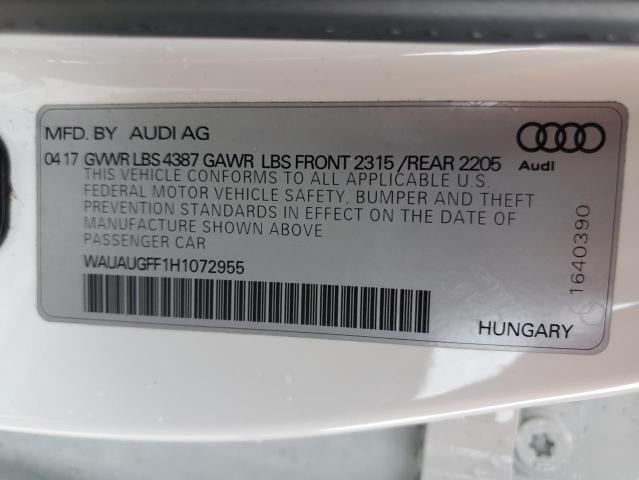 MFD. BY AUDI AG
04 17 GVWR LBS 4387 GAWR LBS FRONT 2315 /REAR 2205
Audi
THIS VEHICLE CONFORMS TO ALL APPLICABLE U.S.
FEDERAL MOTOR VEHICLE SAFETY, BUMPER AND THEFT
PREVENTION STANDARDS IN EFFECT ON THE DATE OF
MANUFACTURE SHOWN ABOVE
PASSENGER CAR
WAUAUGFF1H1072955
1640390
HUNGARY